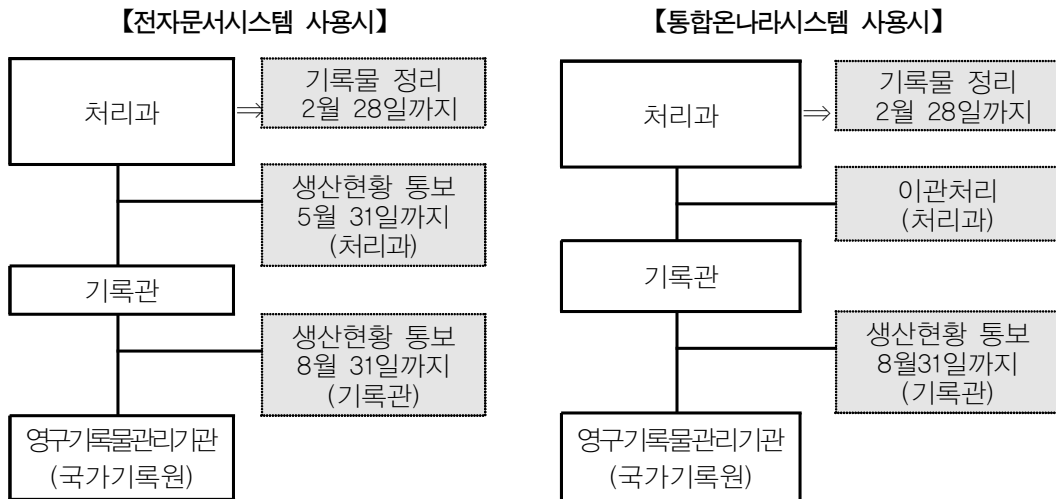 【전자문서시스템 사용시】
처리과
⇒
기록물 정리
2월 28일까지
생산현황 통보
5월 31일까지
(처리과)
기록관
생산현황 통보
8월 31일까지
(기록관)
영구기록물관리기관
(국가기록원)
【통합온나라시스템 사용시】
처리과
⇒
기록물 정리
2월 28일까지
이관처리
(처리과)
기록관
생산현황 통보
8월31일까지
(기록관)
영구기록물관리기관
(국가기록원)